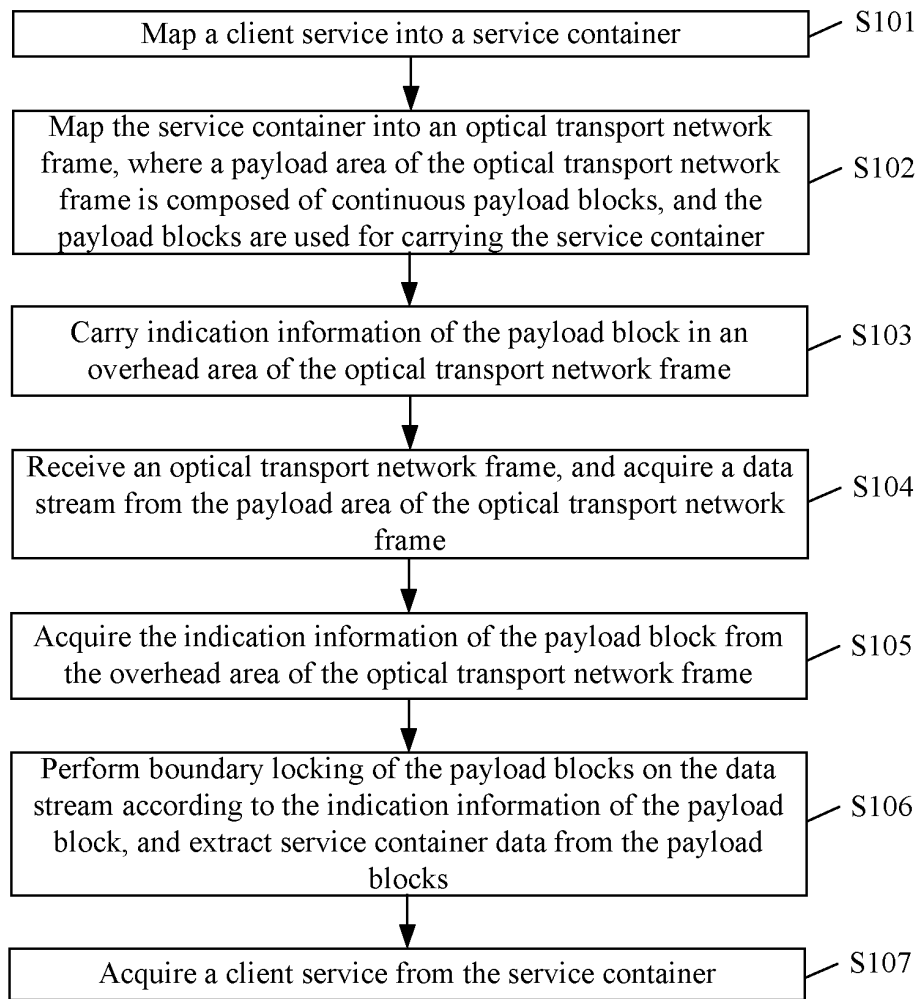 Map a client service into a service container
S101
Map the service container into an optical transport network
frame, where a payload area of the optical transport network
frame is composed of continuous payload blocks, and the
payload blocks are used for carrying the service container
S102
Carry indication information of the payload block in an
overhead area of the optical transport network frame
S103
Receive an optical transport network frame, and acquire a data
stream from the payload area of the optical transport network
frame
S104
Acquire the indication information of the payload block from
the overhead area of the optical transport network frame
S105
Perform boundary locking of the payload blocks on the data
stream according to the indication information of the payload
block, and extract service container data from the payload
blocks
S106
Acquire a client service from the service container
S107